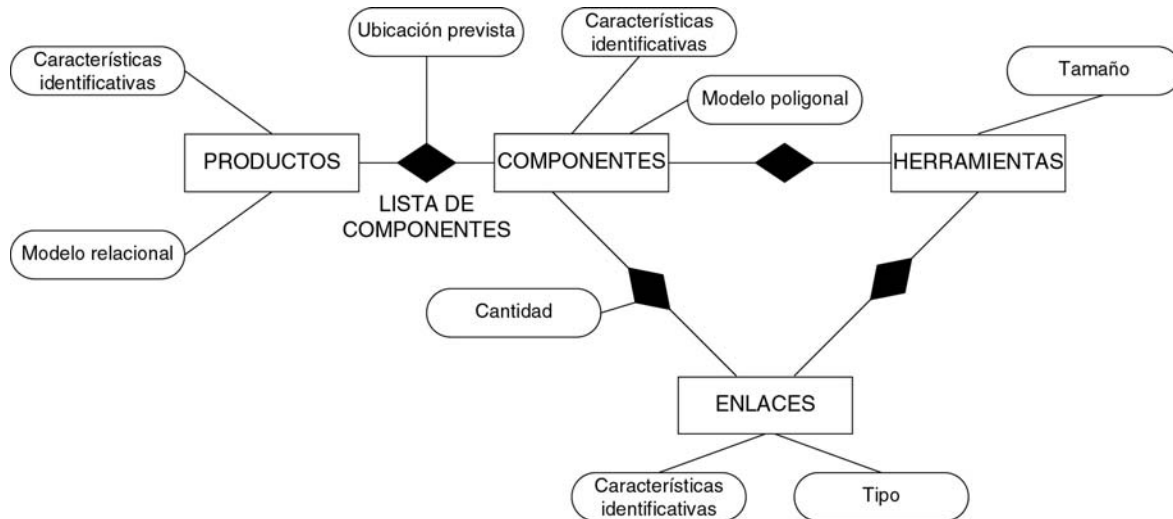 Ubicación prevista
Características
identificativas
Características
identificativas
Tamaño
Modelo poligonal
PRODUCTOS
COMPONENTES
HERRAMIENTAS
LISTA DE
COMPONENTES
Modelo relacional
Cantidad
ENLACES
Características
identificativas
Tipo